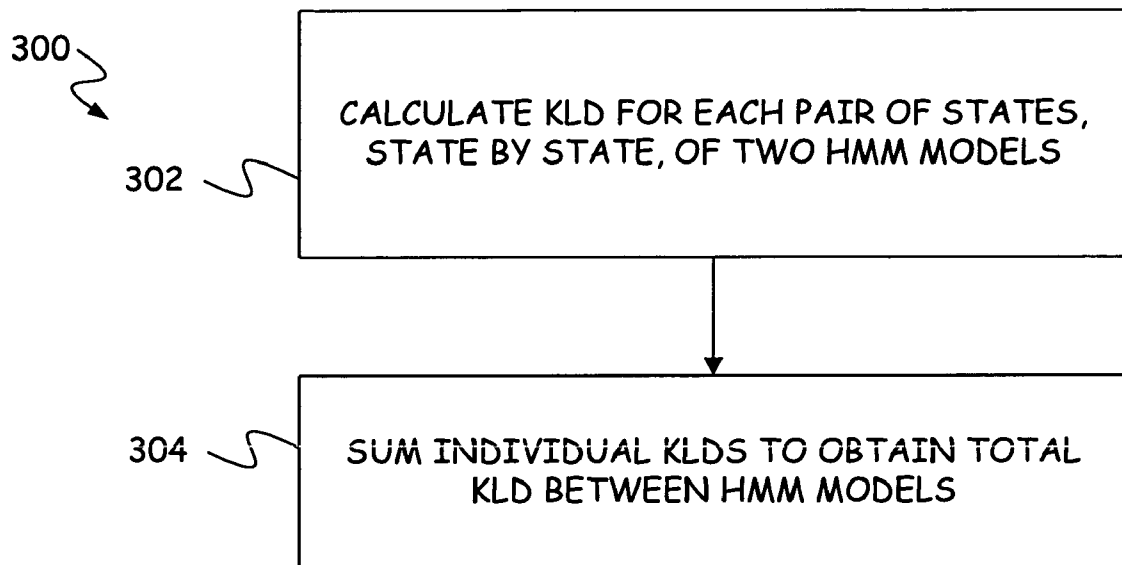 300
CALCULATE KLD FOR EACH PAIR OF STATES,
STATE BY STATE, OF TWO HMM MODELS
302
304
SUM INDIVIDUAL KLDS TO OBTAIN TOTAL
KLD BETWEEN HMM MODELS